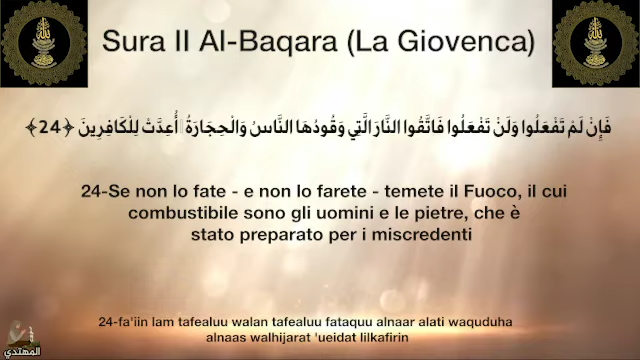 Sura II Al-Baqara (La Giovenca)
فَإِنْ لَمْ تَفْعَلُوا وَلَنْ تَفْعَلُوا فَاتَّقُوا النَّارَ الَّتِي وَقُودُهَا النَّاسُ وَالْحِجَارَةُ أُعِدَّتْ لِلْكَافِرِينَ ﴿24﴾
24-Se non lo fate - e non lo farete - temete il Fuoco, il cui
combustibile sono gli uomini e le pietre, che è
stato preparato per i miscredenti
24-fa'iin lam tafealuu walan tafealuu fataquu alnaar alati waquduha
alnaas walhijarat 'ueidat lilkafirin
المهتدي